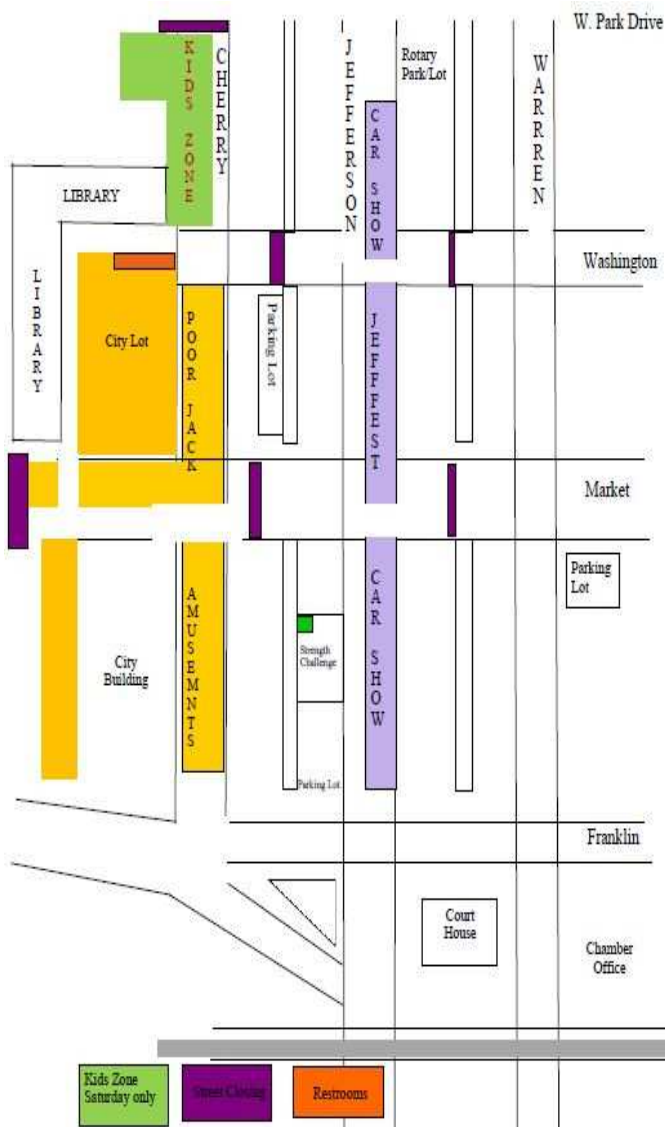 W. Park Drive
KIDS ZONE
CHERRY
JEFFERSON
Rotary
Park/Lot
WARRREN
CAR SHOW
LIBRARY
Washington
LIBRARY
City Lot
POOR JACK
Parking Lot
JEFFFEST
Market
AMUSEMNTS
CAR SHOW
Parking
Lot
Strength
Challenge
City
Building
Parking Lot
Franklin
Court
House
Chamber
Office
Kids Zone
Saturday only
Street Closing
Restrooms